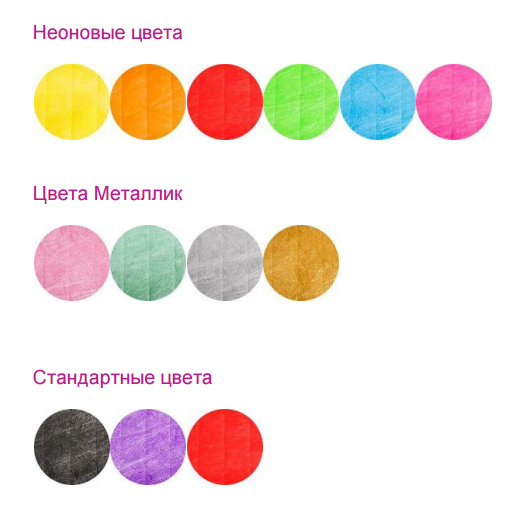 Неоновые цвета
Цвета Металлик
Стандартные цвета